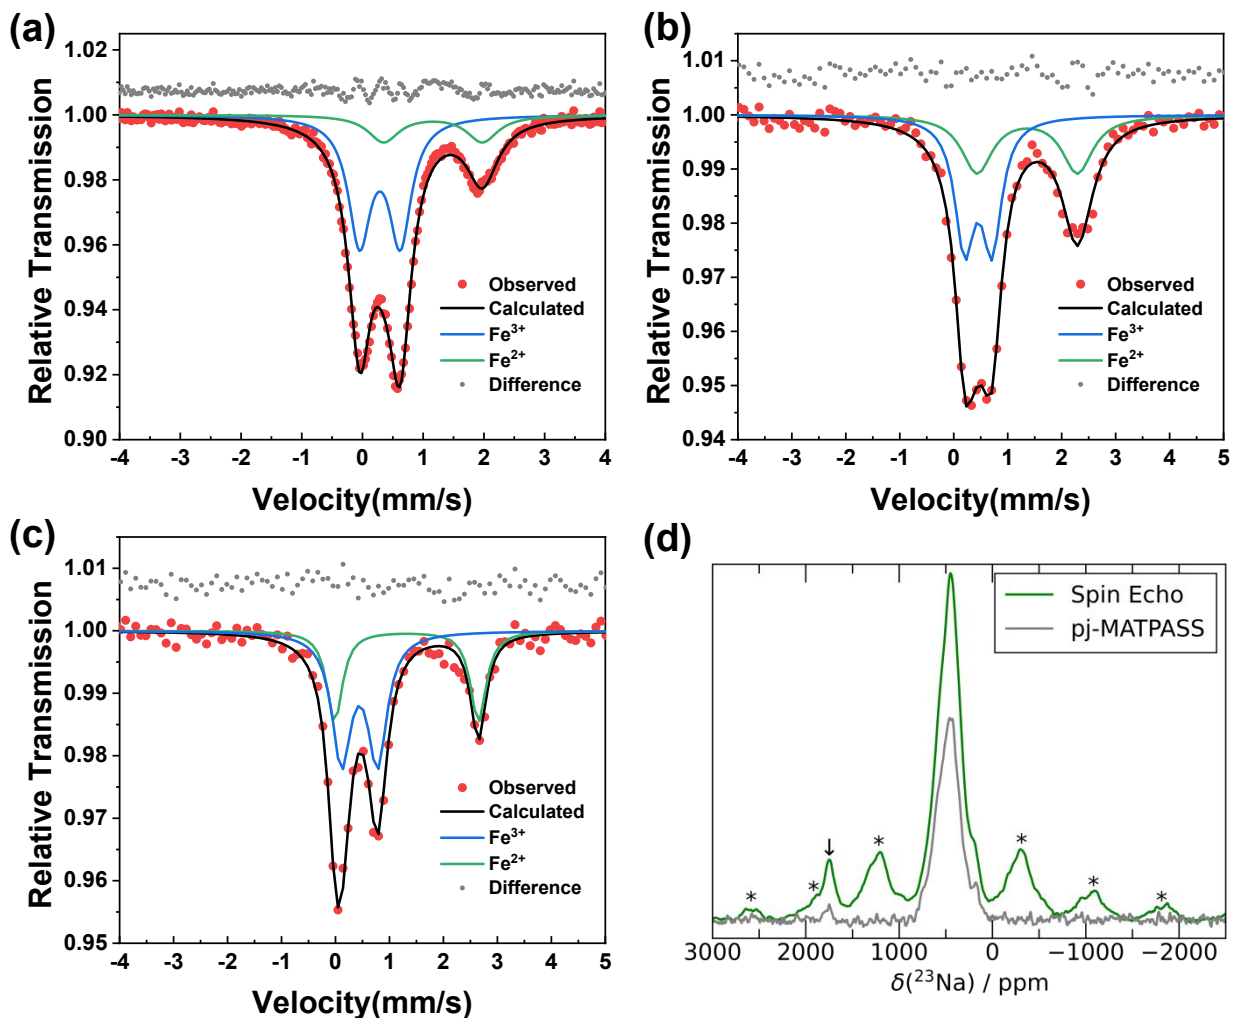 (a)
Relative Transmission
1.02
1.00
0.98
0.96
0.94
0.92
0.90
Observed
Calculated
Fe³⁺
Fe²⁺
Difference
-4 -3 -2 -1 0 1 2 3 4
Velocity(mm/s)
(b)
Relative Transmission
1.01
1.00
0.99
0.98
0.97
0.96
0.95
0.94
Observed
Calculated
Fe³⁺
Fe²⁺
Difference
-4 -3 -2 -1 0 1 2 3 4 5
Velocity(mm/s)
(c)
Relative Transmission
1.01
1.00
0.99
0.98
0.97
0.96
0.95
Observed
Calculated
Fe³⁺
Fe²⁺
Difference
-4 -3 -2 -1 0 1 2 3 4 5
Velocity(mm/s)
(d)
Spin Echo
pj-MATPASS
* * ↓ * * * *
3000 2000 1000 0 −1000 −2000
δ(²³Na) / ppm